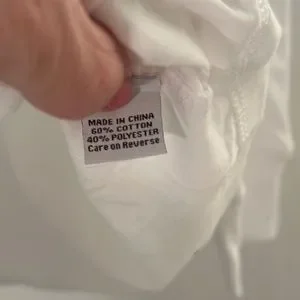 MADE IN CHINA
60% COTTON
40% POLYESTER
Care on Reverse